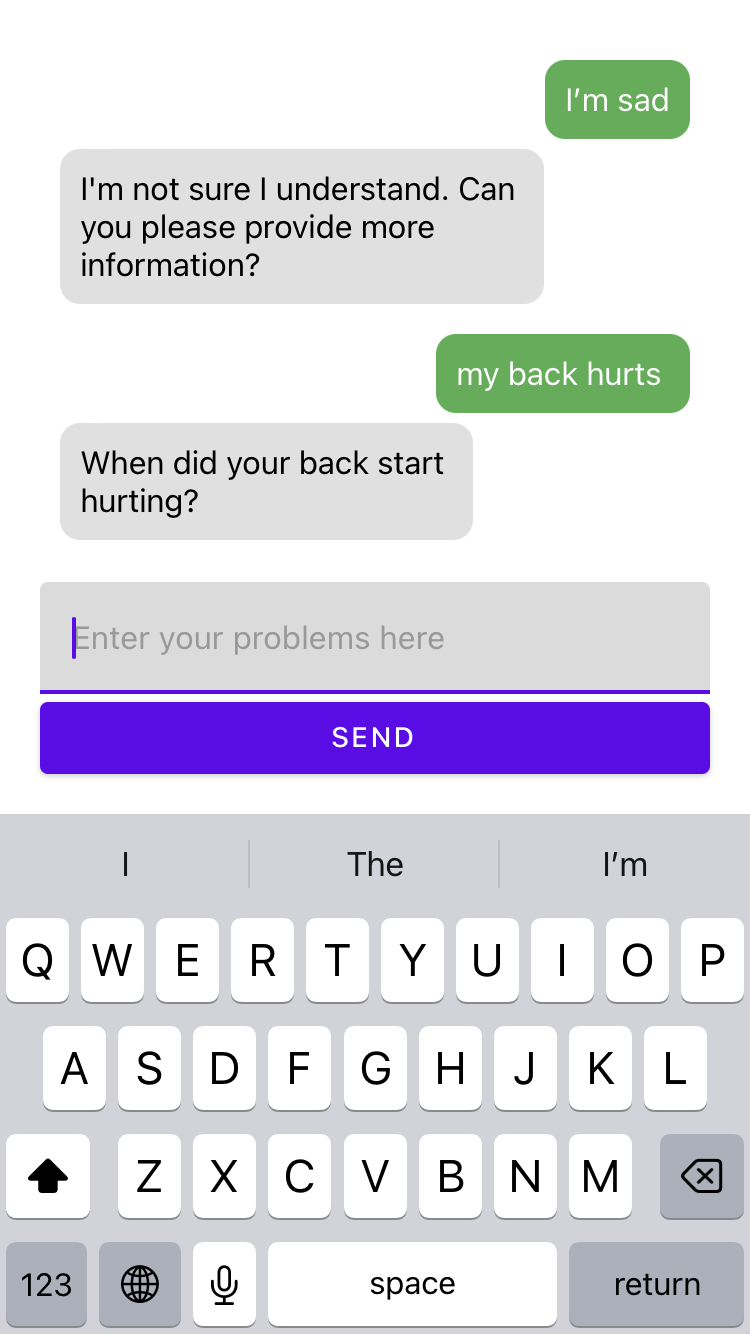 I’m sad
I'm not sure I understand. Can
you please provide more
information?
my back hurts
When did your back start
hurting?
Enter your problems here
SEND
I The I’m
Q W E R T Y U I O P
A S D F G H J K L
Z X C V B N M
123 space return